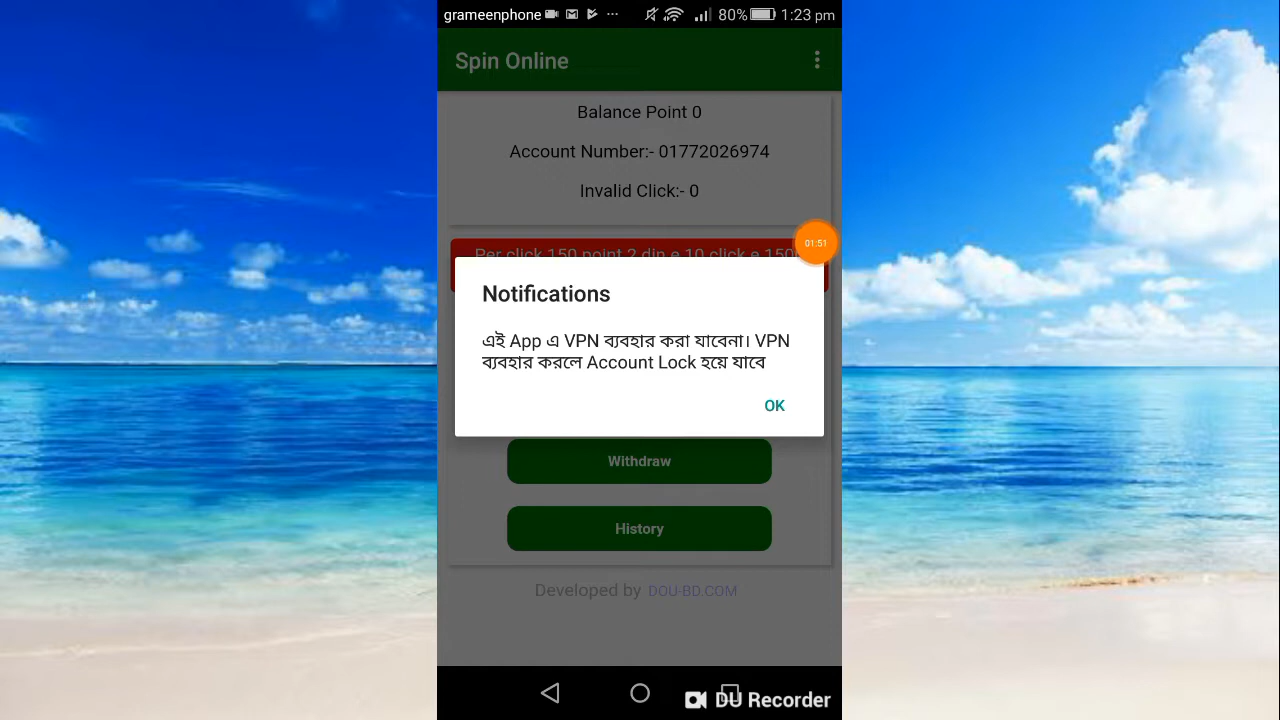 grameenphone 80% 1:23 pm
Spin Online
Balance Point 0
Account Number:- 01772026974
Invalid Click:- 0
Per click 150 point 2 din e 10 click e 150
01:51
Notifications
এই App এ VPN ব্যবহার করা যাবেনা। VPN
ব্যবহার করলে Account Lock হয়ে যাবে
OK
Withdraw
History
Developed by DOU-BD.COM
DU Recorder